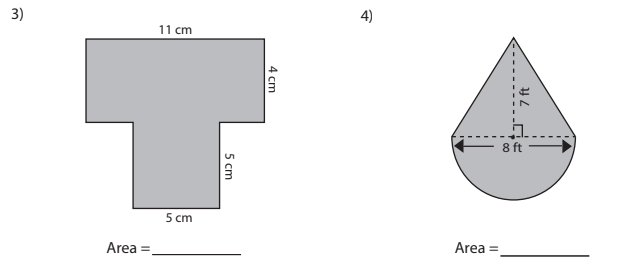 3)
11 cm
4 cm
5 cm
5 cm
Area = 
4)
7 ft
8 ft
Area =